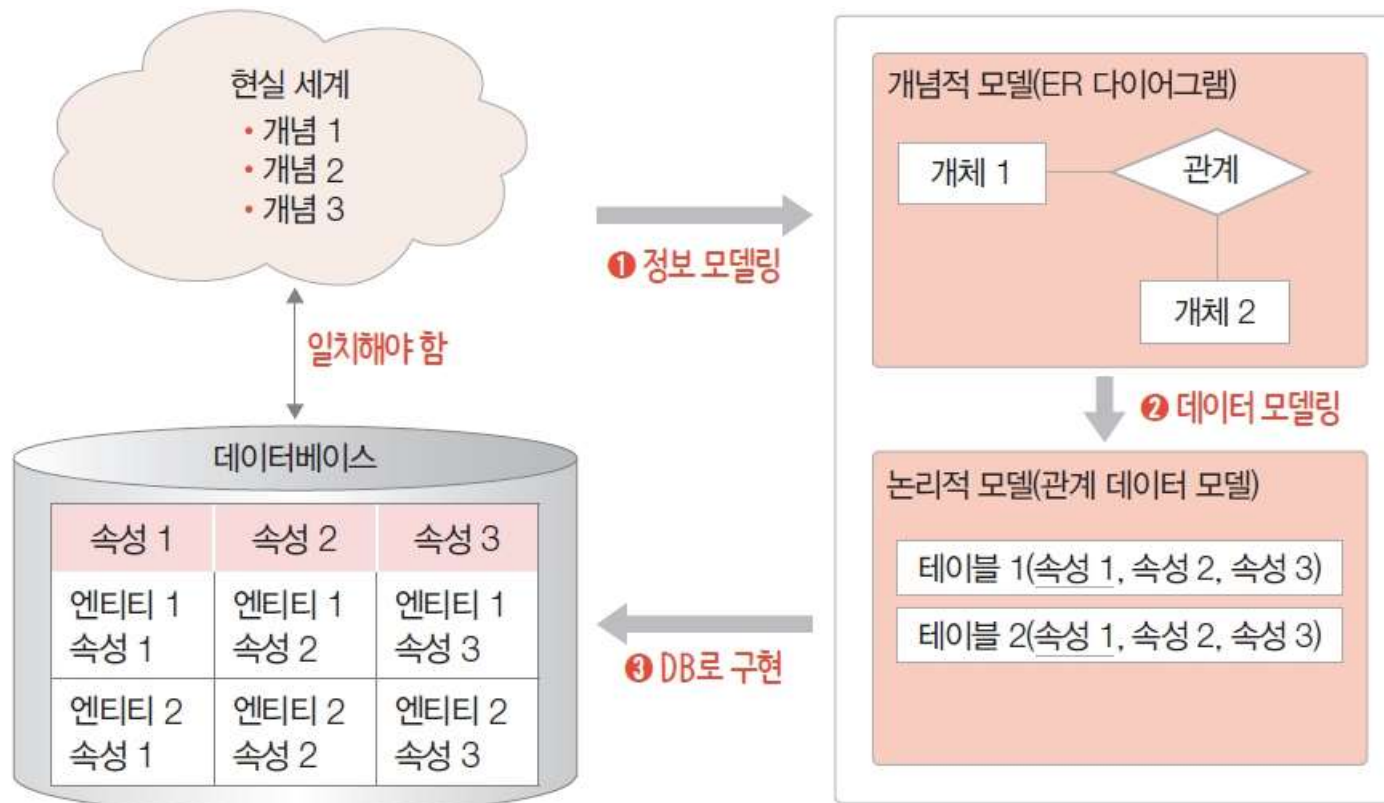 현실 세계
• 개념 1
• 개념 2
• 개념 3
❶ 정보 모델링
개념적 모델(ER 다이어그램)
개체 1
관계
개체 2
❷ 데이터 모델링
논리적 모델(관계 데이터 모델)
테이블 1(속성 1, 속성 2, 속성 3)
테이블 2(속성 1, 속성 2, 속성 3)
❸ DB로 구현
일치해야 함
데이터베이스
속성 1 속성 2 속성 3
엔티티 1 엔티티 1 엔티티 1
속성 1 속성 2 속성 3
엔티티 2 엔티티 2 엔티티 2
속성 1 속성 2 속성 3